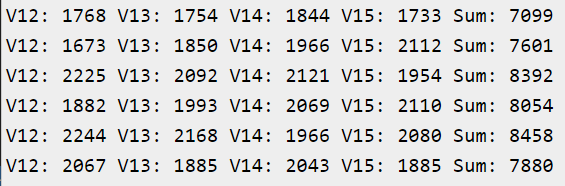 V12: 1768 V13: 1754 V14: 1844 V15: 1733 Sum: 7099
V12: 1673 V13: 1850 V14: 1966 V15: 2112 Sum: 7601
V12: 2225 V13: 2092 V14: 2121 V15: 1954 Sum: 8392
V12: 1882 V13: 1993 V14: 2069 V15: 2110 Sum: 8054
V12: 2244 V13: 2168 V14: 1966 V15: 2080 Sum: 8458
V12: 2067 V13: 1885 V14: 2043 V15: 1885 Sum: 7880